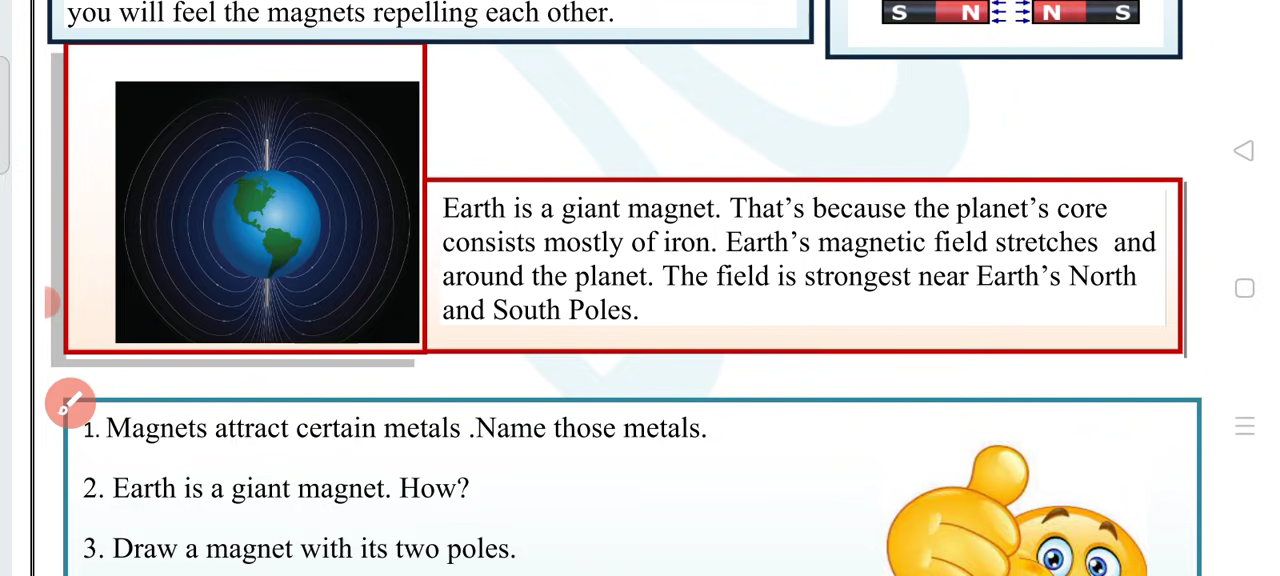 you will feel the magnets repelling each other.
S N N S
Earth is a giant magnet. That’s because the planet’s core
consists mostly of iron. Earth’s magnetic field stretches  and
around the planet. The field is strongest near Earth’s North
and South Poles.
1. Magnets attract certain metals .Name those metals.
2. Earth is a giant magnet. How?
3. Draw a magnet with its two poles.